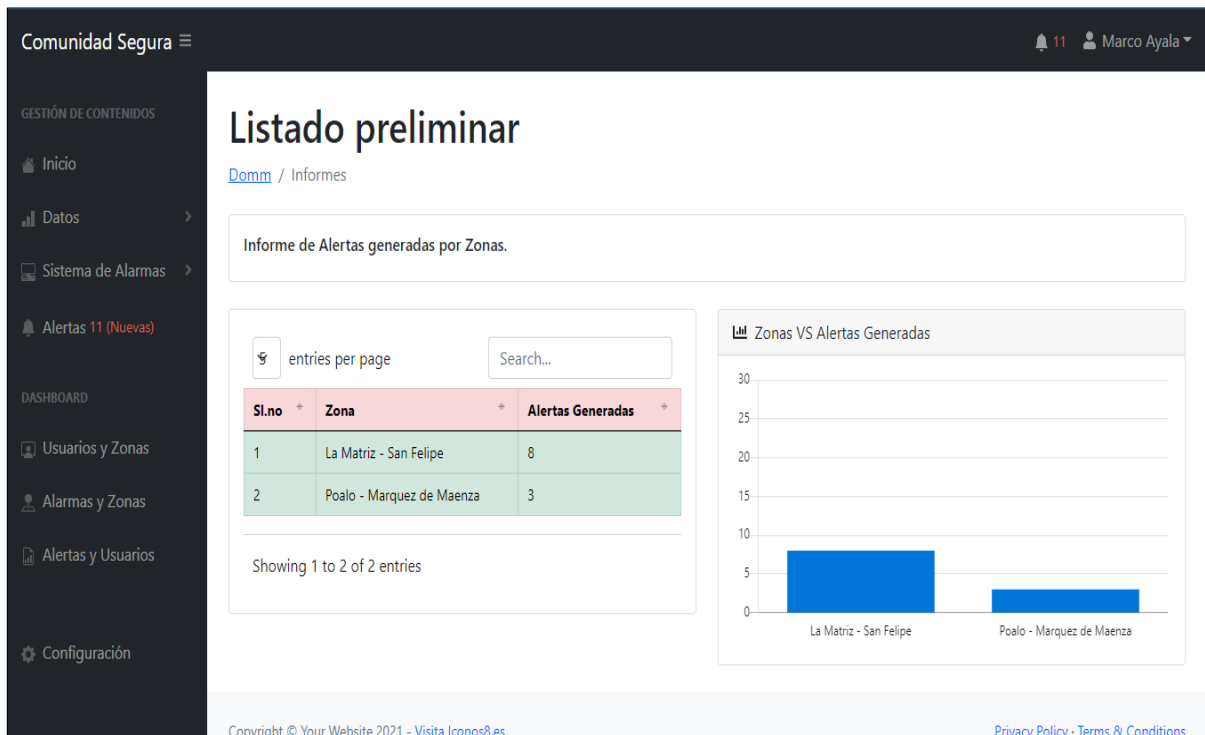 Comunidad Segura
11 Marco Ayala
GESTIÓN DE CONTENIDOS
Inicio
Datos
Sistema de Alarmas
Alertas 11 (Nuevas)
DASHBOARD
Usuarios y Zonas
Alarmas y Zonas
Alertas y Usuarios
Configuración
Listado preliminar
Domm / Informes
Informe de Alertas generadas por Zonas.
5 entries per page
Search...
Sl.no Zona Alertas Generadas
1 La Matriz - San Felipe 8
2 Poalo - Marquez de Maenza 3
Showing 1 to 2 of 2 entries
Zonas VS Alertas Generadas
30
25
20
15
10
5
0
La Matriz - San Felipe Poalo - Marquez de Maenza
Copyright © Your Website 2021 - Visita Iconos8.es
Privacy Policy · Terms & Conditions